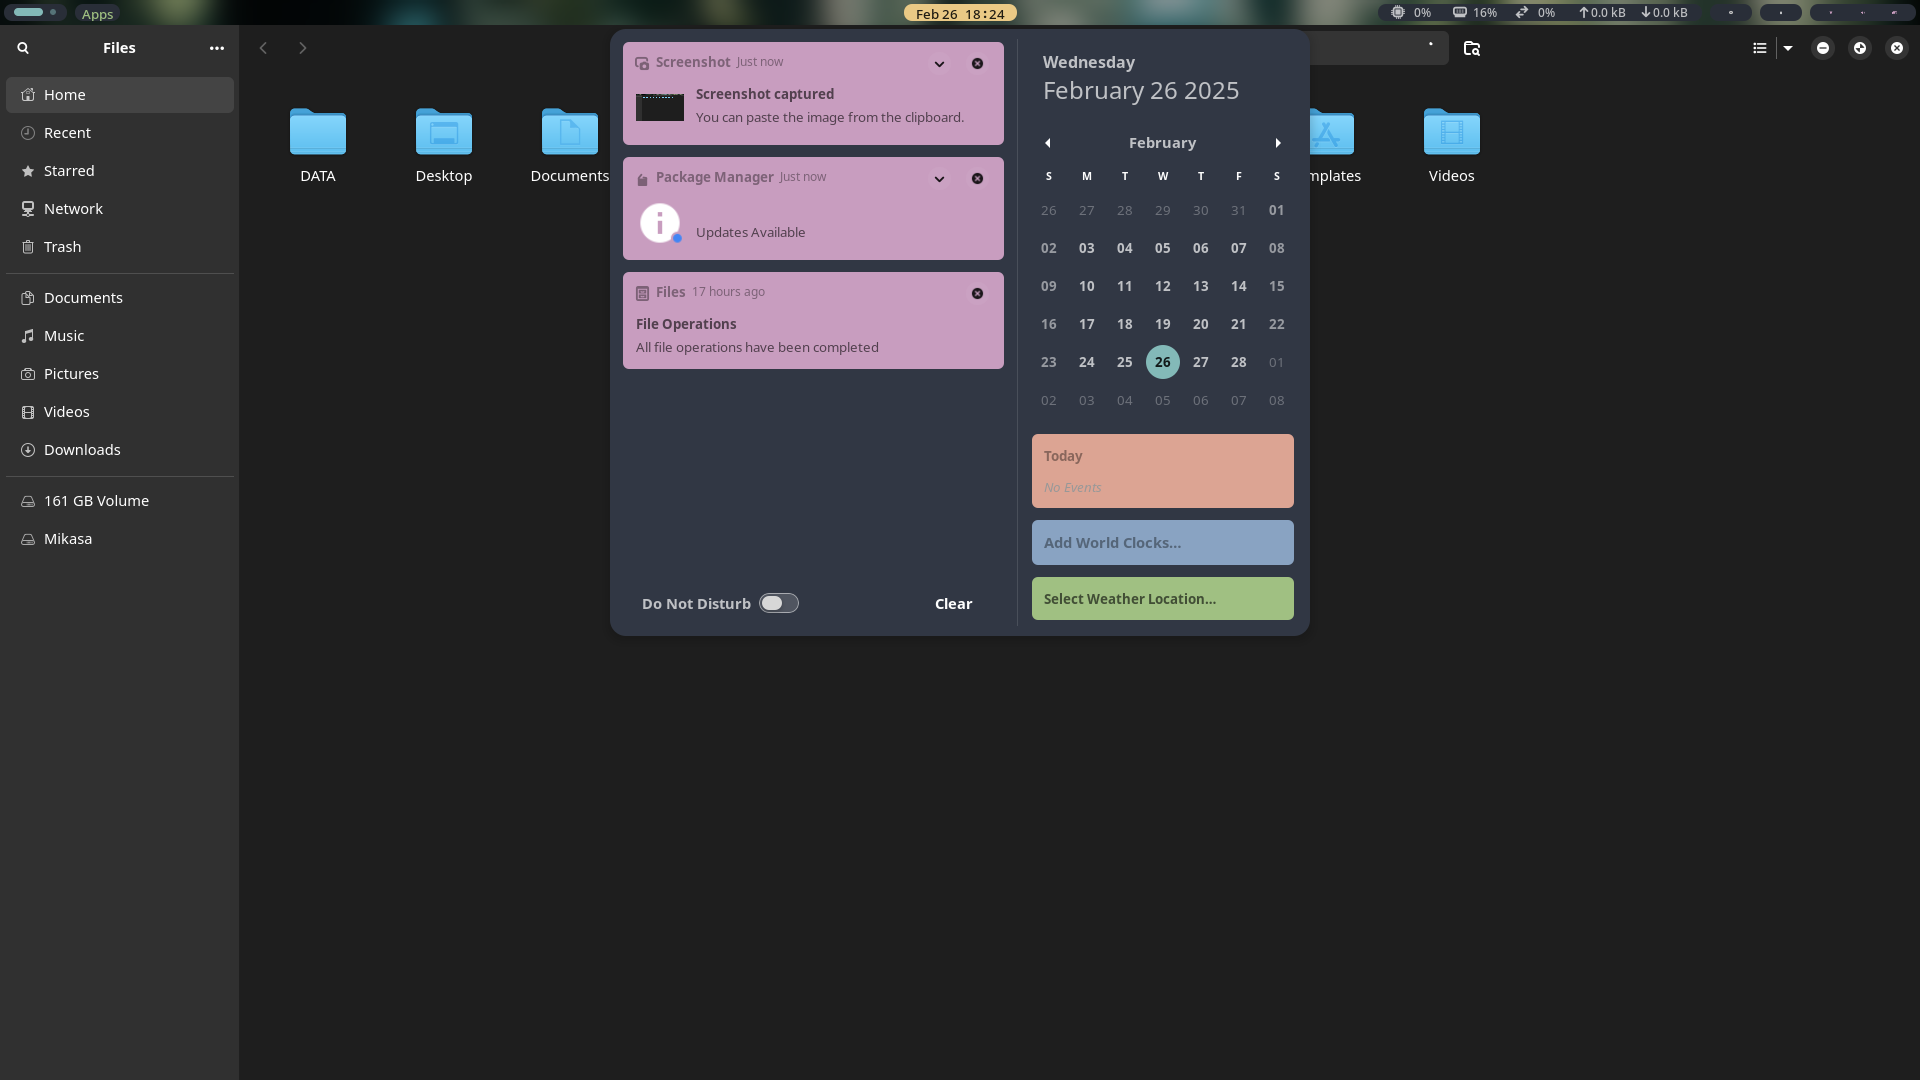 Apps
Feb 26 18:24
0%
16%
0%
0.0 kB
0.0 kB
Files
Home
Recent
Starred
Network
Trash
Documents
Music
Pictures
Videos
Downloads
161 GB Volume
Mikasa
DATA
Desktop
Documents
mplates
Videos
Screenshot Just now
Screenshot captured
You can paste the image from the clipboard.
Package Manager Just now
Updates Available
Files 17 hours ago
File Operations
All file operations have been completed
Do Not Disturb
Clear
Wednesday
February 26 2025
February
S M T W T F S
26 27 28 29 30 31 01
02 03 04 05 06 07 08
09 10 11 12 13 14 15
16 17 18 19 20 21 22
23 24 25 26 27 28 01
02 03 04 05 06 07 08
Today
No Events
Add World Clocks...
Select Weather Location...